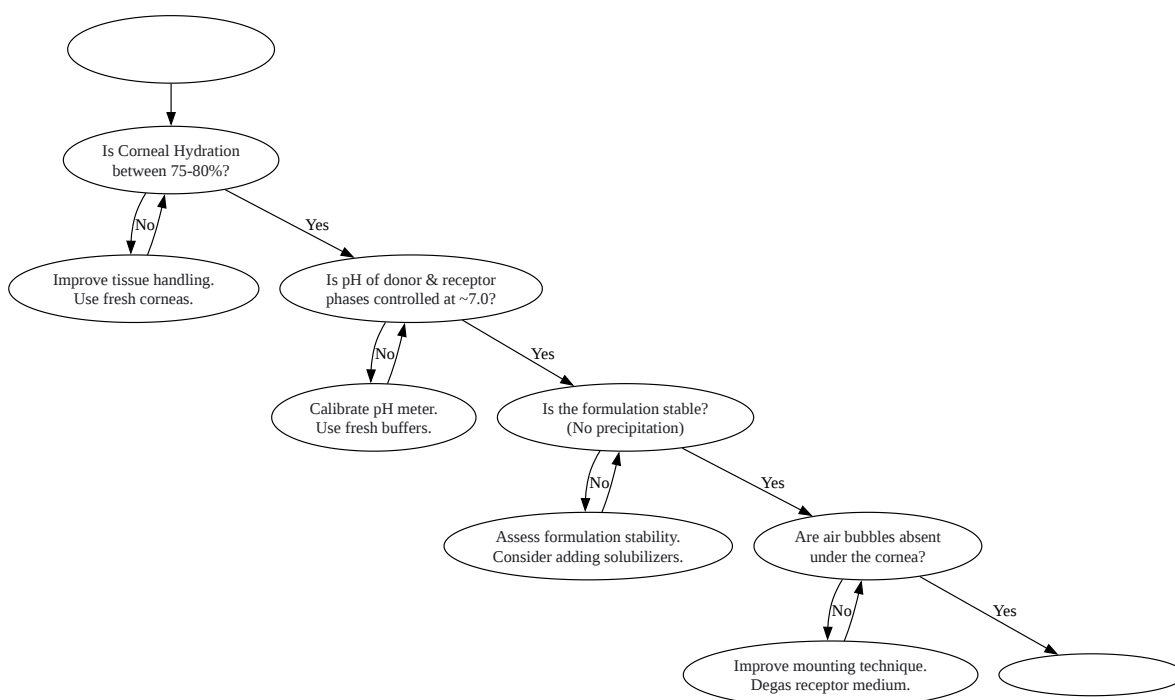 Is Corneal Hydration
between 75-80%?
No
Yes
Improve tissue handling.
Use fresh corneas.
Is pH of donor & receptor
phases controlled at ~7.0?
No
Yes
Calibrate pH meter.
Use fresh buffers.
Is the formulation stable?
(No precipitation)
No
Yes
Assess formulation stability.
Consider adding solubilizers.
Are air bubbles absent
under the cornea?
No
Yes
Improve mounting technique.
Degas receptor medium.